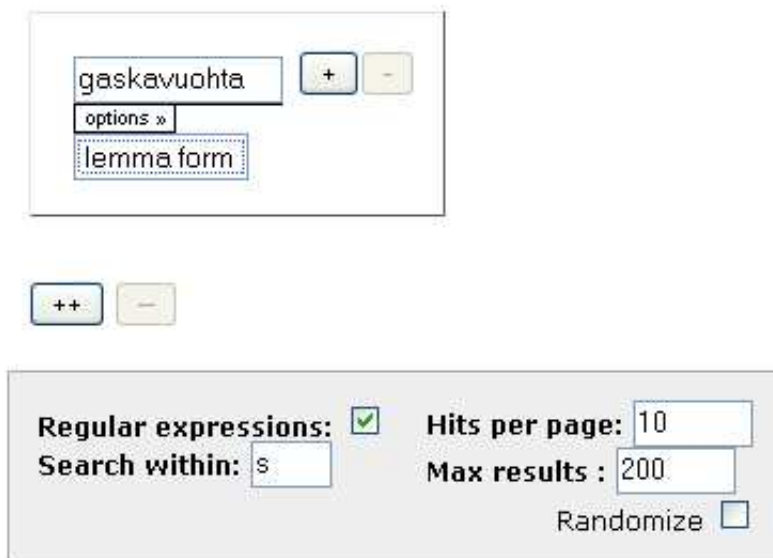 gaskavuohta + -
options »
lemma form
++ --
Regular expressions: Hits per page: 10
Search within: s Max results : 200
Randomize